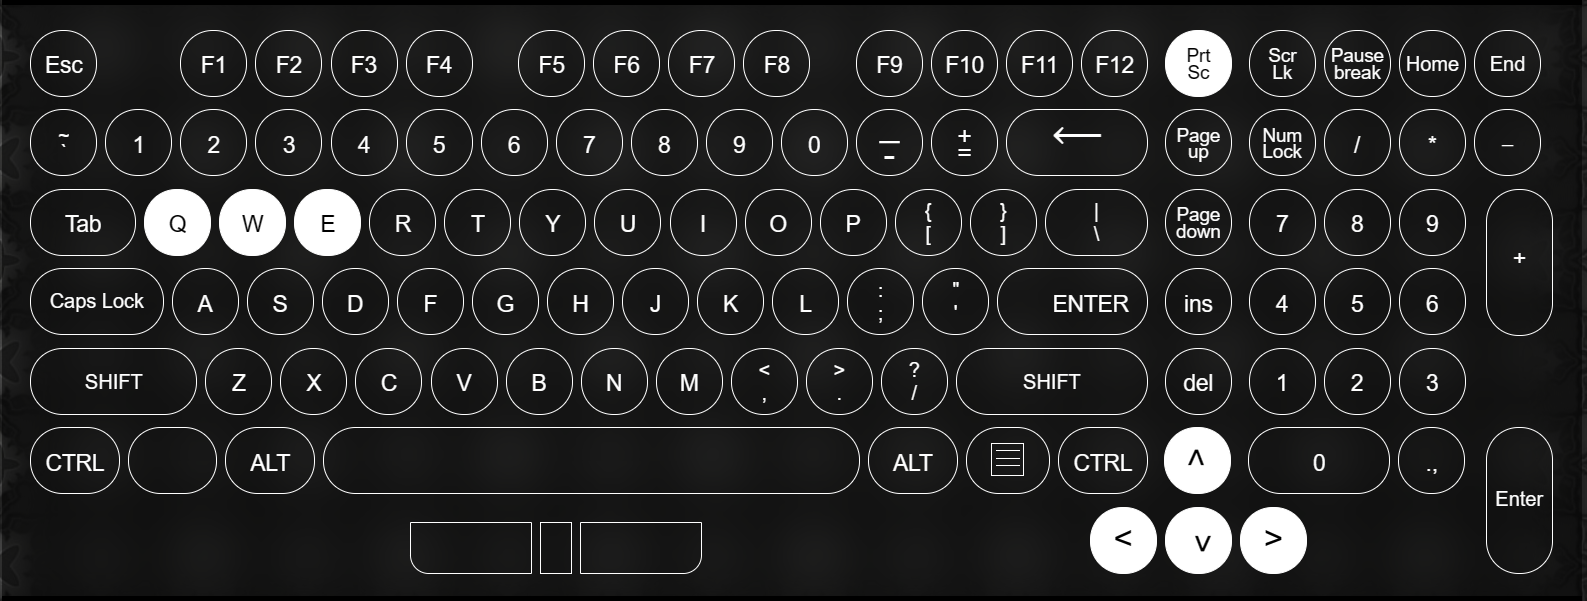 Esc F1 F2 F3 F4 F5 F6 F7 F8 F9 F10 F11 F12 Prt Sc Scr Lk Pause break Home End
~ ` 1 2 3 4 5 6 7 8 9 0 — - + = ← Page up Num Lock / * –
Tab Q W E R T Y U I O P { [ } ] | \ Page down 7 8 9 +
Caps Lock A S D F G H J K L : ; " ' ENTER ins 4 5 6
SHIFT Z X C V B N M < , > . ? / SHIFT del 1 2 3
CTRL ALT ALT CTRL ^ 0 ., Enter
< v >